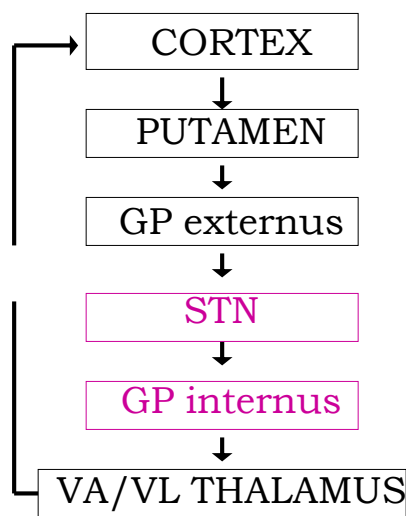 CORTEX
PUTAMEN
GP externus
STN
GP internus
VA/VL THALAMUS